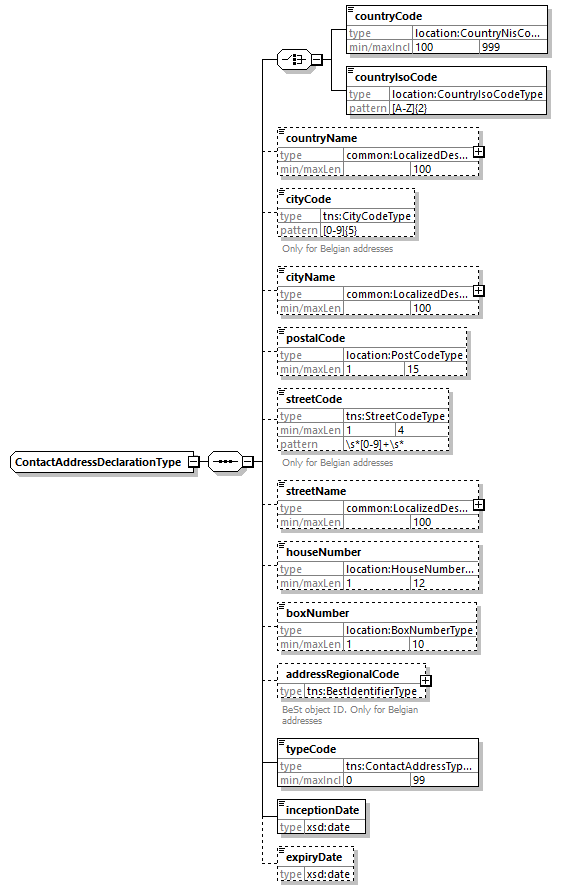 countryCode
type location:CountryNisCo...
min/maxIncl 100 999
countryIsoCode
type location:CountryIsoCodeType
pattern [A-Z]{2}
countryName
type common:LocalizedDes...
min/maxLen 100
cityCode
type tns:CityCodeType
pattern [0-9]{5}
Only for Belgian addresses
cityName
type common:LocalizedDes...
min/maxLen 100
postalCode
type location:PostCodeType
min/maxLen 1 15
streetCode
type tns:StreetCodeType
min/maxLen 1 4
pattern \s*[0-9]+\s*
Only for Belgian addresses
ContactAddressDeclarationType
streetName
type common:LocalizedDes...
min/maxLen 100
houseNumber
type location:HouseNumber...
min/maxLen 1 12
boxNumber
type location:BoxNumberType
min/maxLen 1 10
addressRegionalCode
type tns:BestIdentifierType
BeSt object ID. Only for Belgian
addresses
typeCode
type tns:ContactAddressTyp...
min/maxIncl 0 99
inceptionDate
type xsd:date
expiryDate
type xsd:date